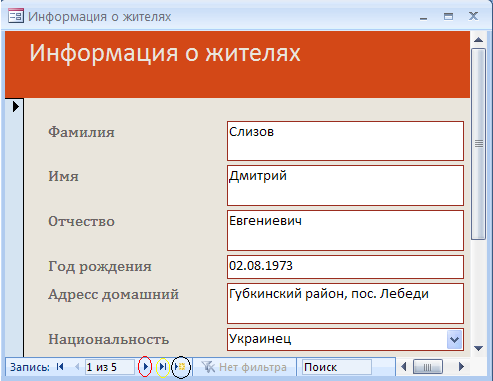 Информация о жителях
Информация о жителях
Фамилия Слизов
Имя Дмитрий
Отчество Евгениевич
Год рождения 02.08.1973
Адресс домашний Губкинский район, пос. Лебеди
Национальность Украинец
Запись: 1 из 5 Нет фильтра Поиск